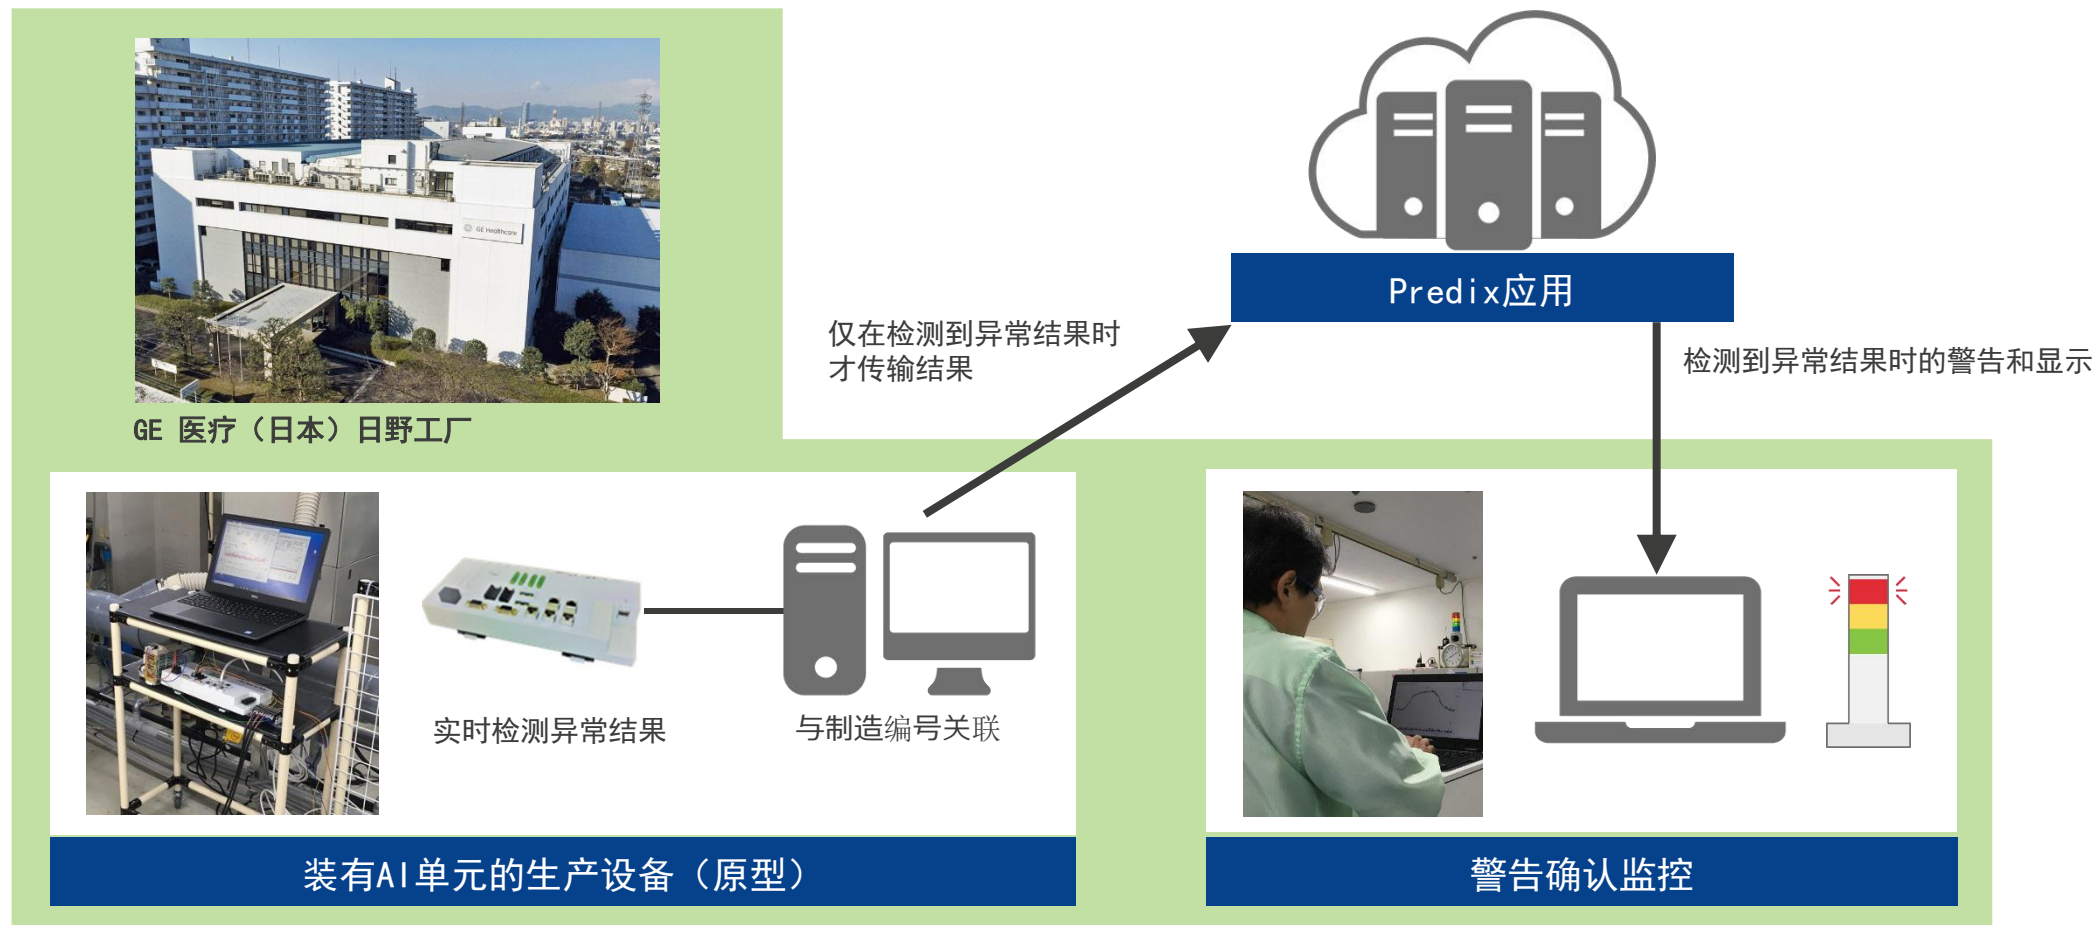 GE Healthcare
GE 医疗（日本）日野工厂
Predix应用
仅在检测到异常结果时
才传输结果
检测到异常结果时的警告和显示
实时检测异常结果
与制造编号关联
装有AI单元的生产设备（原型）
警告确认监控